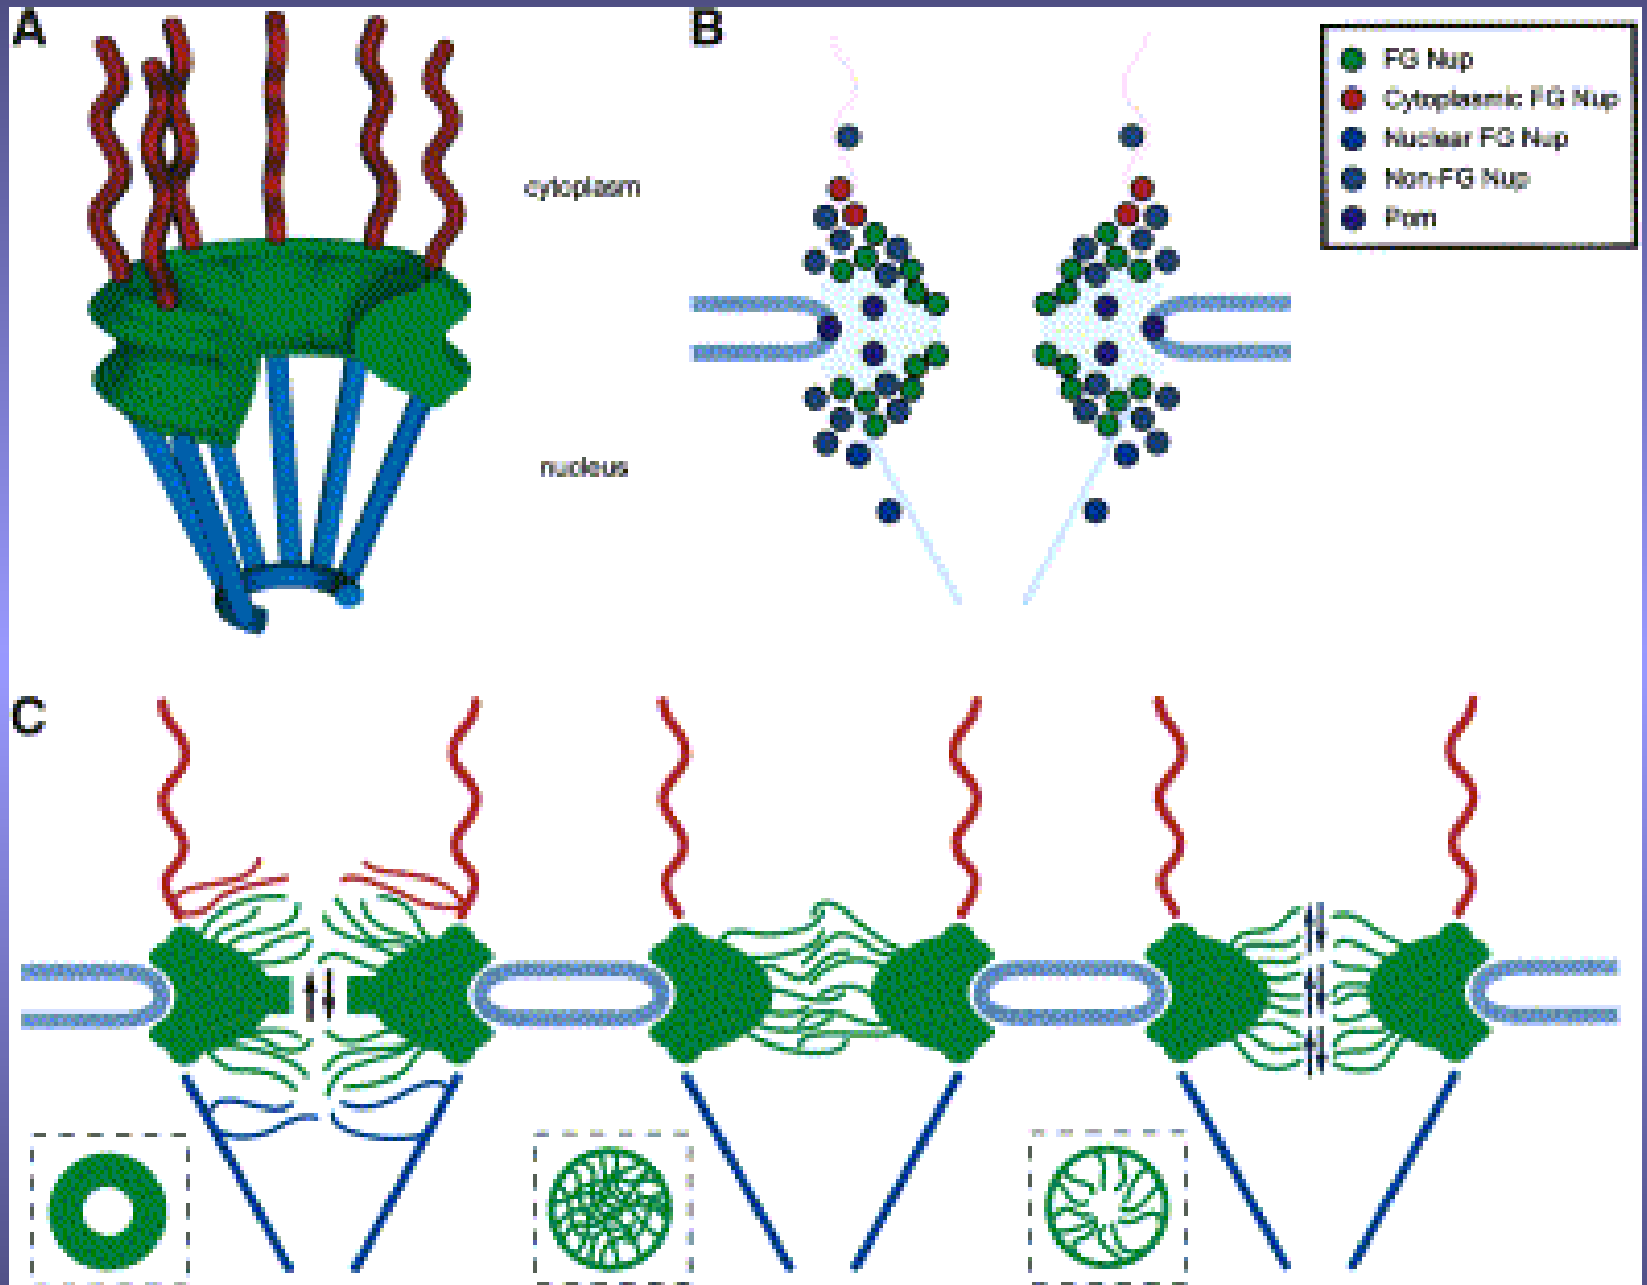 A
B
FG Nup
Cytoplasmic FG Nup
Nuclear FG Nup
Non-FG Nup
Pom
cytoplasm
nucleus
C